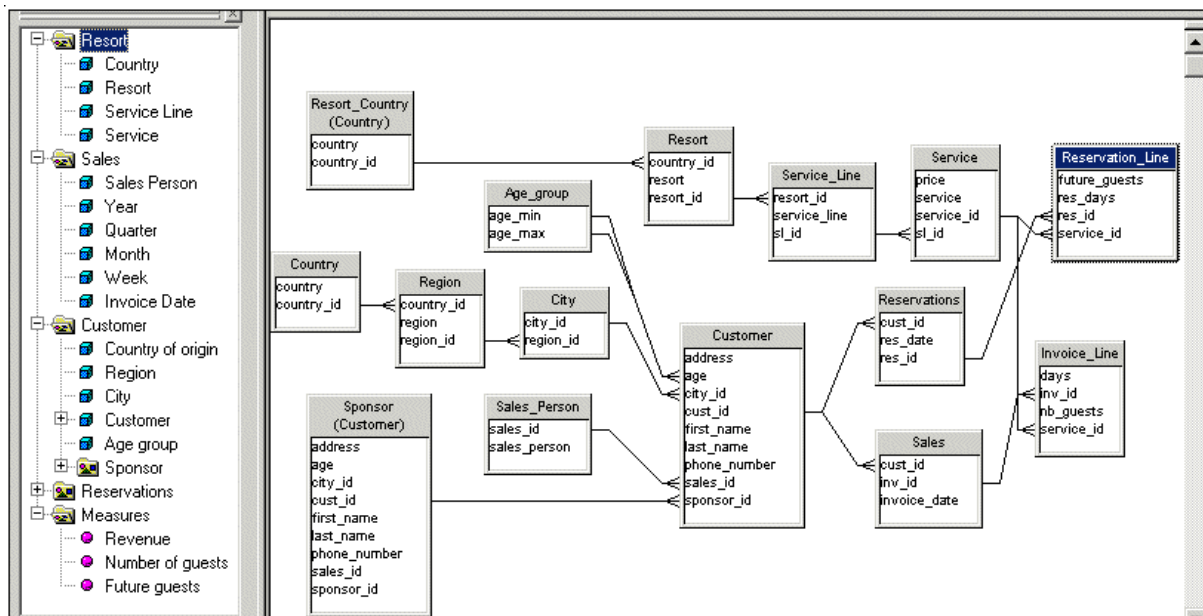 Resort
Country
Resort
Service Line
Service
Sales
Sales Person
Year
Quarter
Month
Week
Invoice Date
Customer
Country of origin
Region
City
Customer
Age group
Sponsor
Reservations
Measures
Revenue
Number of guests
Future guests
Resort_Country
(Country)
country
country_id
Resort
country_id
resort
resort_id
Service_Line
resort_id
service_line
sl_id
Service
price
service
service_id
sl_id
Reservation_Line
future_guests
res_days
res_id
service_id
Age_group
age_min
age_max
Country
country
country_id
Region
country_id
region
region_id
City
city_id
region_id
Customer
address
age
city_id
cust_id
first_name
last_name
phone_number
sales_id
sponsor_id
Reservations
cust_id
res_date
res_id
Invoice_Line
days
inv_id
nb_guests
service_id
Sponsor
(Customer)
address
age
city_id
cust_id
first_name
last_name
phone_number
sales_id
sponsor_id
Sales_Person
sales_id
sales_person
Sales
cust_id
inv_id
invoice_date